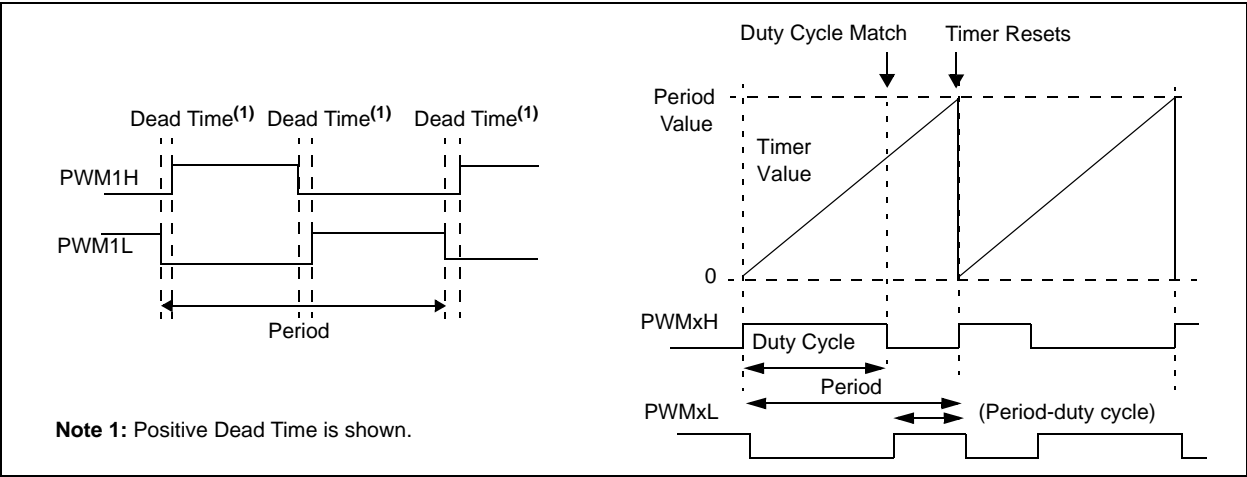 Dead Time(1) Dead Time(1) Dead Time(1)
PWM1H
PWM1L
Period
Note 1: Positive Dead Time is shown.
Duty Cycle Match Timer Resets
Period
Value
Timer
Value
0
PWMxH
Duty Cycle
Period
PWMxL
(Period-duty cycle)